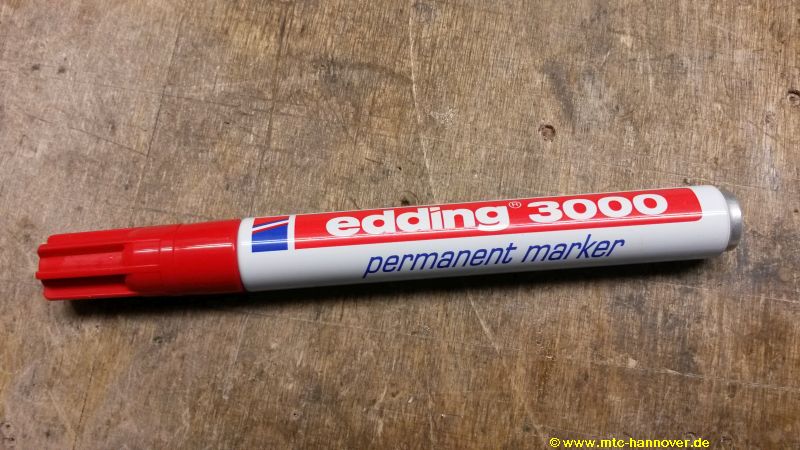 edding® 3000
permanent marker
© www.mtc-hannover.de